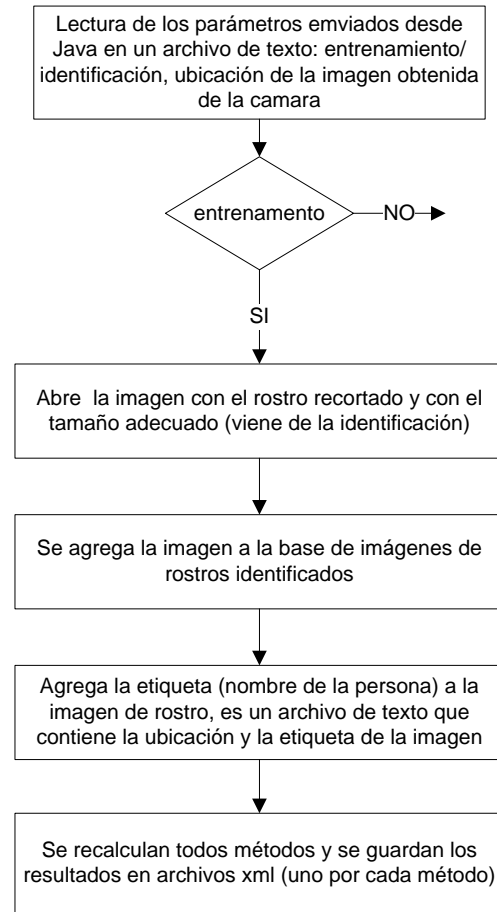 Lectura de los parámetros emviados desde
Java en un archivo de texto: entrenamiento/
identificación, ubicación de la imagen obtenida
de la camara
entrenamento
NO
SI
Abre  la imagen con el rostro recortado y con el
tamaño adecuado (viene de la identificación)
Se agrega la imagen a la base de imágenes de
rostros identificados
Agrega la etiqueta (nombre de la persona) a la
imagen de rostro, es un archivo de texto que
contiene la ubicación y la etiqueta de la imagen
Se recalculan todos métodos y se guardan los
resultados en archivos xml (uno por cada método)